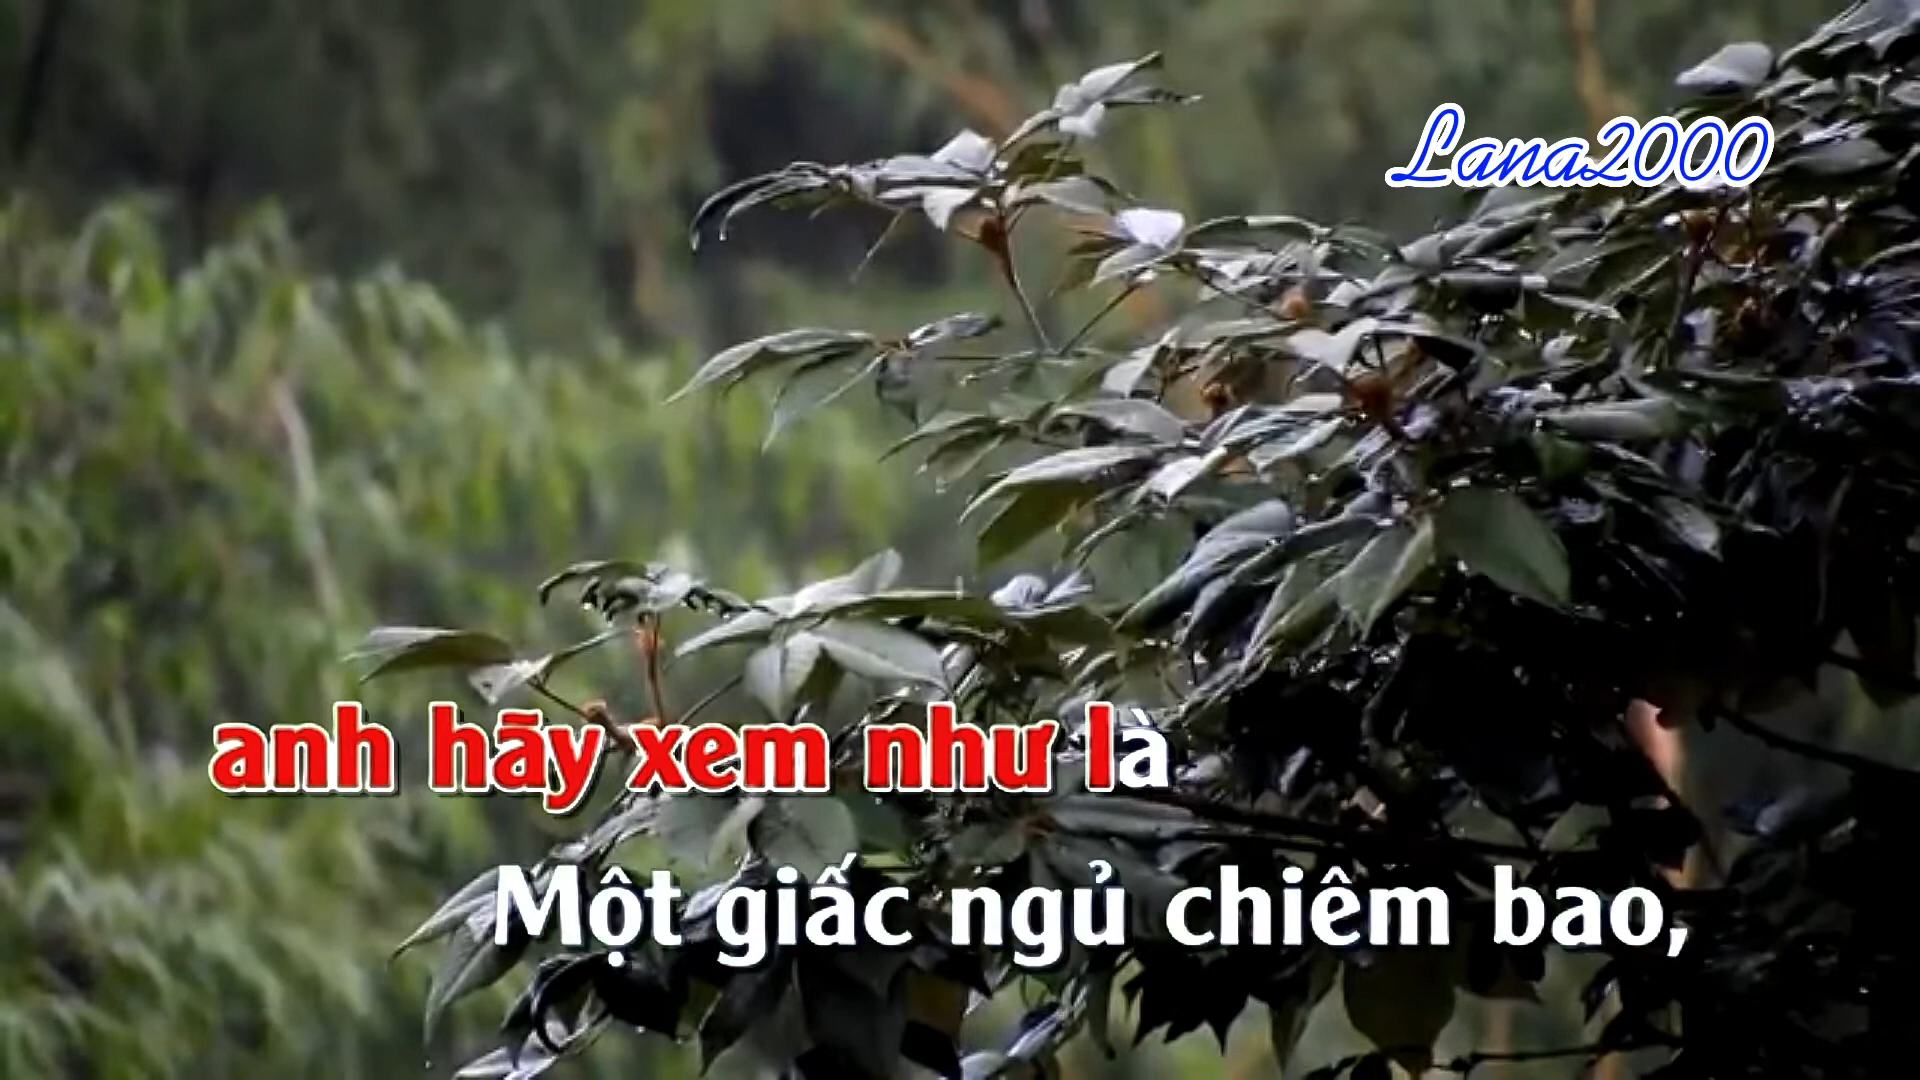 Lana2000
anh hãy xem như là
Một giấc ngủ chiêm bao,